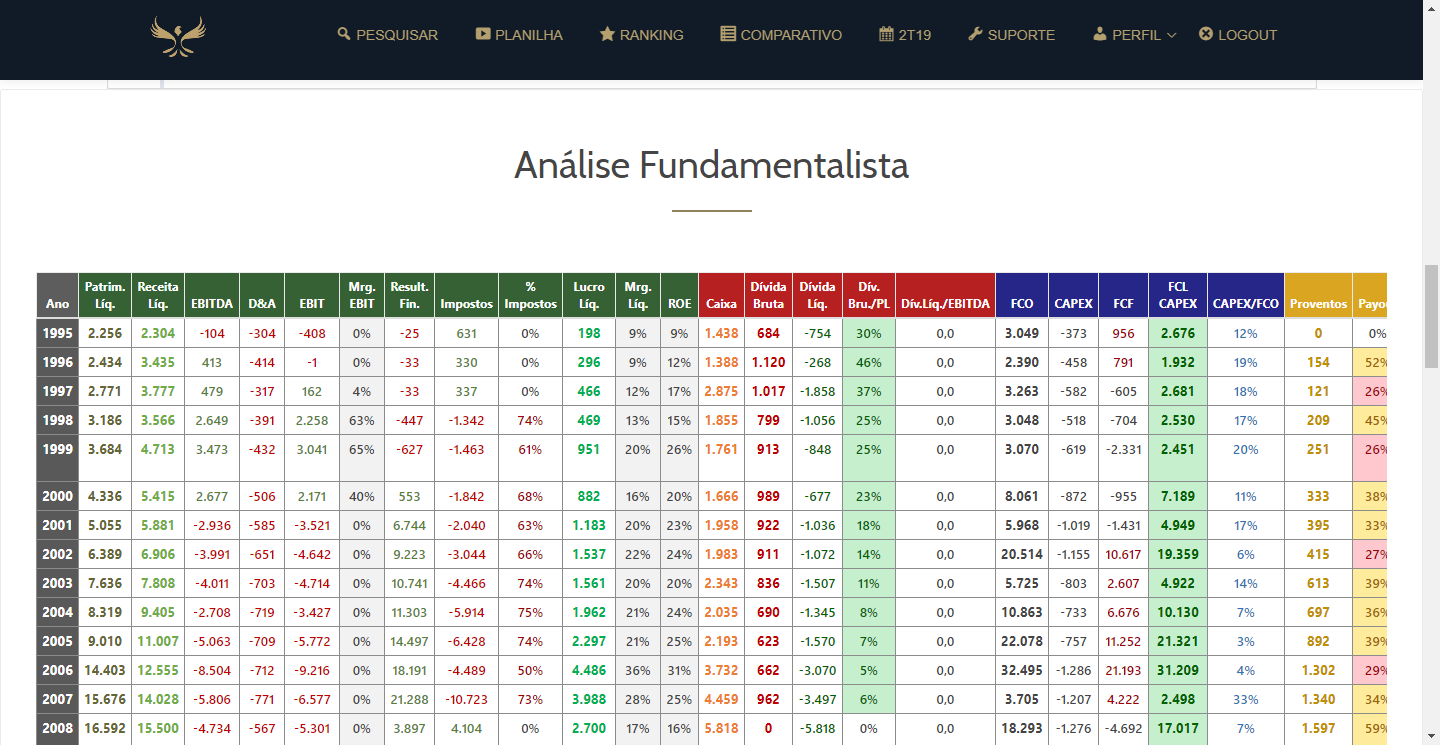 PESQUISAR PLANILHA RANKING COMPARATIVO 2T19 SUPORTE PERFIL LOGOUT
Análise Fundamentalista
Ano Patrim. Líq. Receita Líq. EBITDA D&A EBIT Mrg. EBIT Result. Fin. Impostos % Impostos Lucro Líq. Mrg. Líq. ROE Caixa Dívida Bruta Dívida Líq. Dív. Bru./PL Dív.Líq./EBITDA FCO CAPEX FCF FCL CAPEX CAPEX/FCO Proventos Payou
1995 2.256 2.304 -104 -304 -408 0% -25 631 0% 198 9% 9% 1.438 684 -754 30% 0,0 3.049 -373 956 2.676 12% 0 0%
1996 2.434 3.435 413 -414 -1 0% -33 330 0% 296 9% 12% 1.388 1.120 -268 46% 0,0 2.390 -458 791 1.932 19% 154 52%
1997 2.771 3.777 479 -317 162 4% -33 337 0% 466 12% 17% 2.875 1.017 -1.858 37% 0,0 3.263 -582 -605 2.681 18% 121 26%
1998 3.186 3.566 2.649 -391 2.258 63% -447 -1.342 74% 469 13% 15% 1.855 799 -1.056 25% 0,0 3.048 -518 -704 2.530 17% 209 45%
1999 3.684 4.713 3.473 -432 3.041 65% -627 -1.463 61% 951 20% 26% 1.761 913 -848 25% 0,0 3.070 -619 -2.331 2.451 20% 251 26%
2000 4.336 5.415 2.677 -506 2.171 40% 553 -1.842 68% 882 16% 20% 1.666 989 -677 23% 0,0 8.061 -872 -955 7.189 11% 333 38%
2001 5.055 5.881 -2.936 -585 -3.521 0% 6.744 -2.040 63% 1.183 20% 23% 1.958 922 -1.036 18% 0,0 5.968 -1.019 -1.431 4.949 17% 395 33%
2002 6.389 6.906 -3.991 -651 -4.642 0% 9.223 -3.044 66% 1.537 22% 24% 1.983 911 -1.072 14% 0,0 20.514 -1.155 10.617 19.359 6% 415 27%
2003 7.636 7.808 -4.011 -703 -4.714 0% 10.741 -4.466 74% 1.561 20% 20% 2.343 836 -1.507 11% 0,0 5.725 -803 2.607 4.922 14% 613 39%
2004 8.319 9.405 -2.708 -719 -3.427 0% 11.303 -5.914 75% 1.962 21% 24% 2.035 690 -1.345 8% 0,0 10.863 -733 6.676 10.130 7% 697 36%
2005 9.010 11.007 -5.063 -709 -5.772 0% 14.497 -6.428 74% 2.297 21% 25% 2.193 623 -1.570 7% 0,0 22.078 -757 11.252 21.321 3% 892 39%
2006 14.403 12.555 -8.504 -712 -9.216 0% 18.191 -4.489 50% 4.486 36% 31% 3.732 662 -3.070 5% 0,0 32.495 -1.286 21.193 31.209 4% 1.302 29%
2007 15.676 14.028 -5.806 -771 -6.577 0% 21.288 -10.723 73% 3.988 28% 25% 4.459 962 -3.497 6% 0,0 3.705 -1.207 4.222 2.498 33% 1.340 34%
2008 16.592 15.500 -4.734 -567 -5.301 0% 3.897 4.104 0% 2.700 17% 16% 5.818 0 -5.818 0% 0,0 18.293 -1.276 -4.692 17.017 7% 1.597 59%